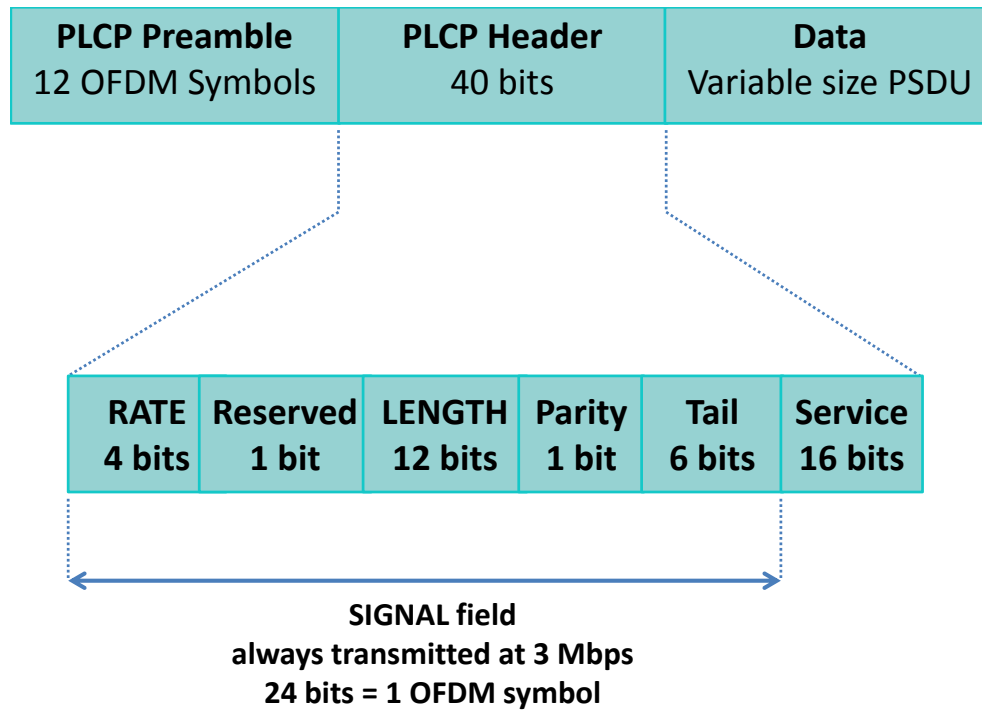 PLCP Preamble
12 OFDM Symbols
PLCP Header
40 bits
Data
Variable size PSDU
RATE
4 bits
Reserved
1 bit
LENGTH
12 bits
Parity
1 bit
Tail
6 bits
Service
16 bits
SIGNAL field
always transmitted at 3 Mbps
24 bits = 1 OFDM symbol